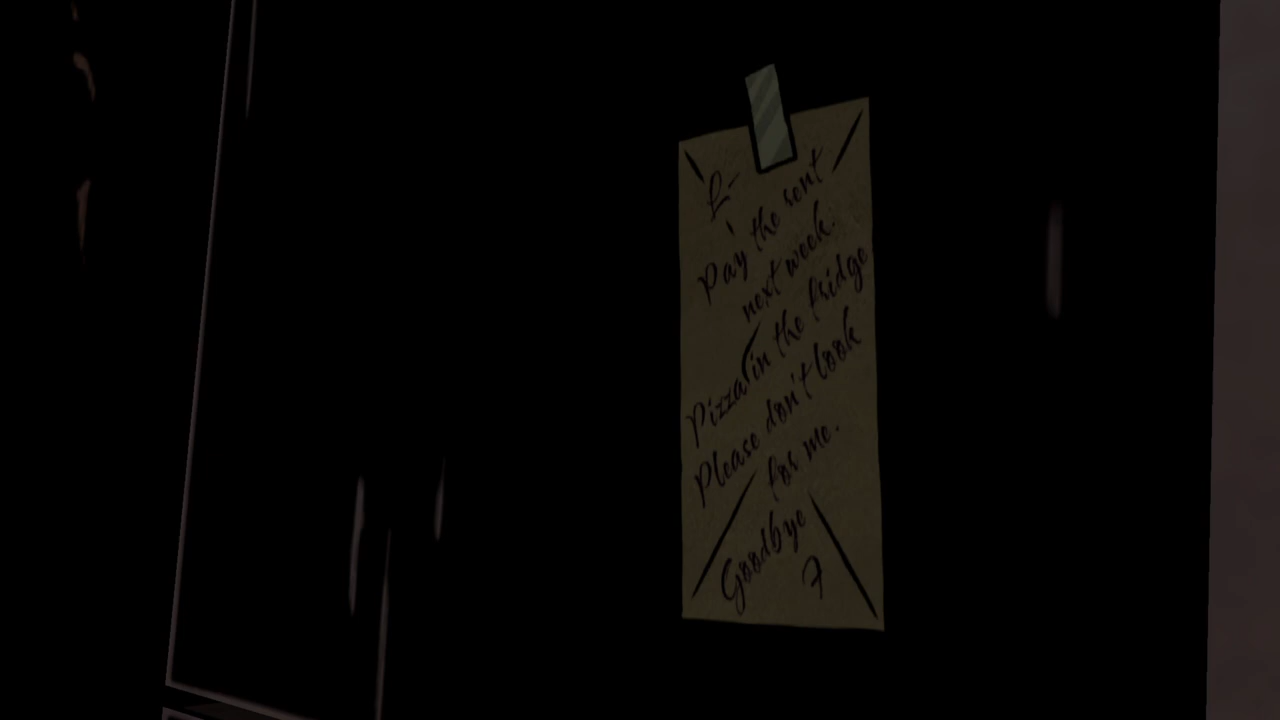 E-
Pay the rent
next week.
Pizza in the fridge
Please don't look
for me.
Goodbye
F